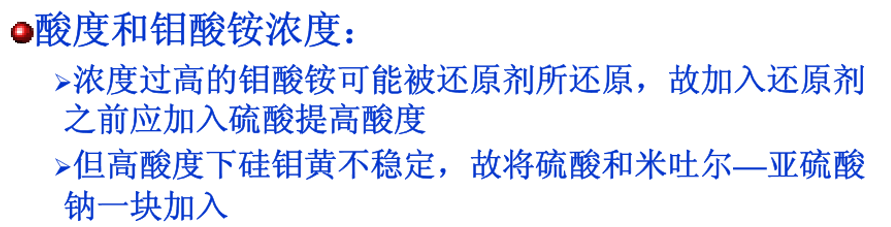 酸度和钼酸铵浓度：
浓度过高的钼酸铵可能被还原剂所还原，故加入还原剂
之前应加入硫酸提高酸度
但高酸度下硅钼黄不稳定，故将硫酸和米吐尔—亚硫酸
钠一块加入